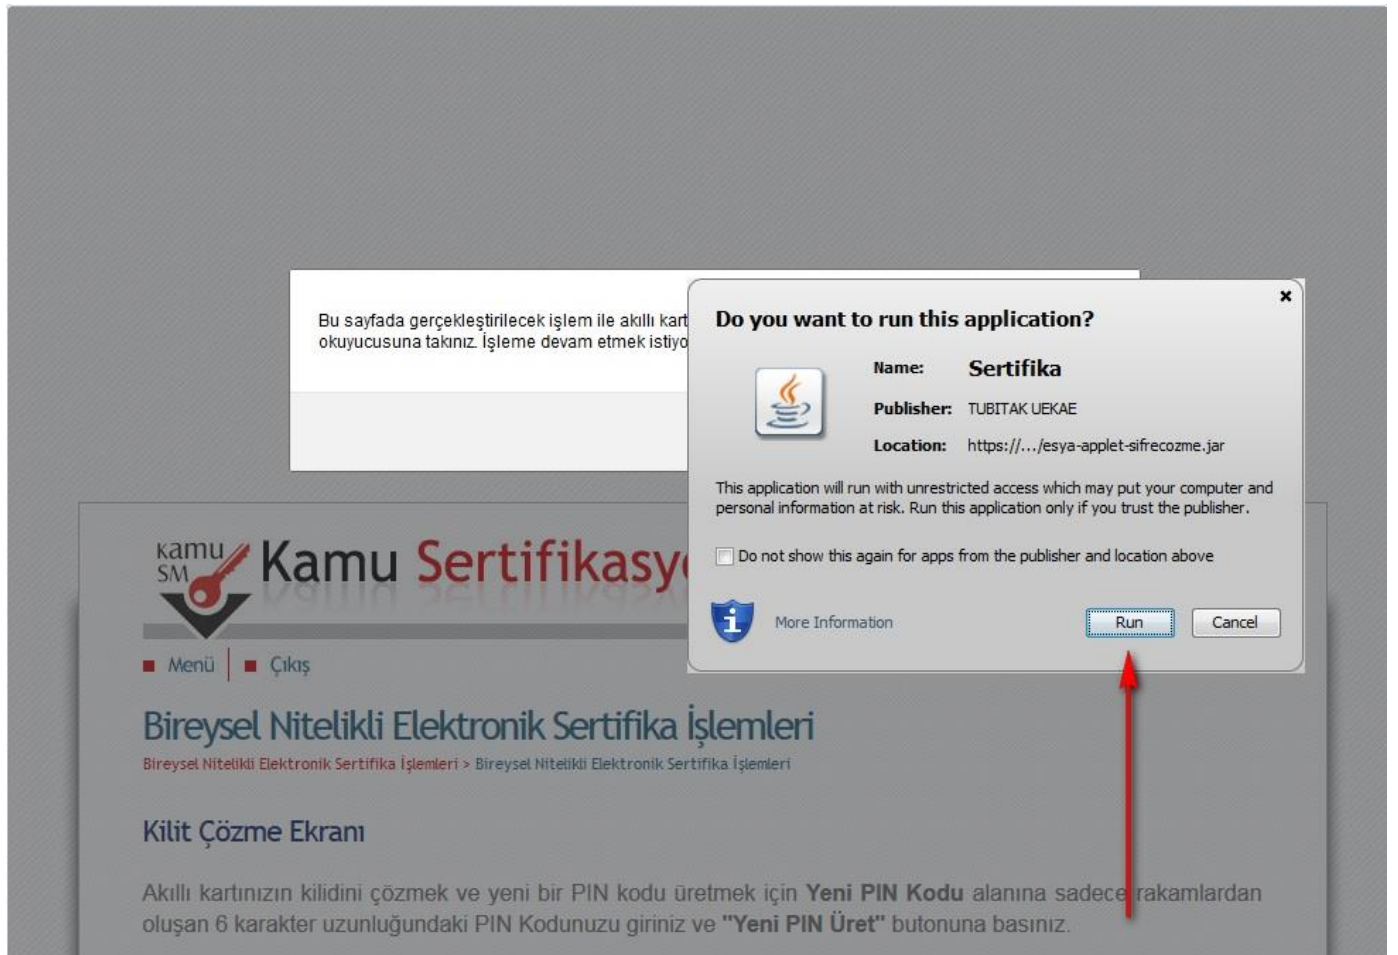 Bu sayfada gerçekleştirilecek işlem ile akıllı kart
okuyucusuna takınız. İşleme devam etmek istiyo
Do you want to run this application?
Name: Sertifika
Publisher: TUBITAK UEKAE
Location: https://.../esya-applet-sifrecozme.jar
This application will run with unrestricted access which may put your computer and
personal information at risk. Run this application only if you trust the publisher.
Do not show this again for apps from the publisher and location above
More Information
Run
Cancel
kamu
SM
Kamu Sertifikasy
Menü
Çıkış
Bireysel Nitelikli Elektronik Sertifika İşlemleri
Bireysel Nitelikli Elektronik Sertifika İşlemleri > Bireysel Nitelikli Elektronik Sertifika İşlemleri
Kilit Çözme Ekranı
Akıllı kartınızın kilidini çözmek ve yeni bir PIN kodu üretmek için Yeni PIN Kodu alanına sadece rakamlardan
oluşan 6 karakter uzunluğundaki PIN Kodunuzu giriniz ve "Yeni PIN Üret" butonuna basınız.